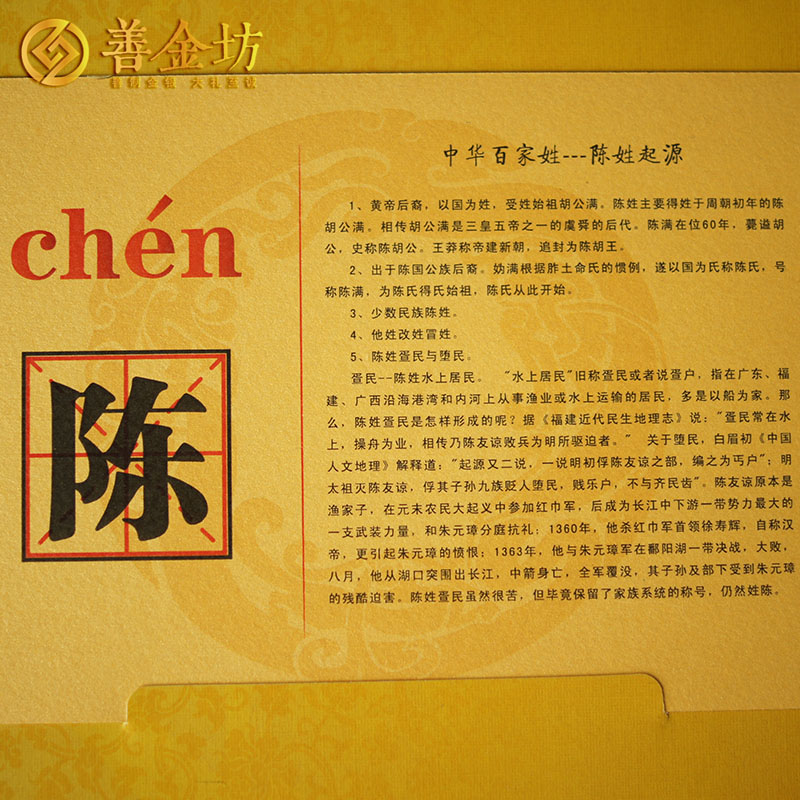 善金坊
中华百家姓---陈姓起源
chén
陈
1、黄帝后裔，以国为姓，受姓始祖胡公满。陈姓主要得姓于周朝初年的陈
胡公满。相传胡公满是三皇五帝之一的虞舜的后代。陈满在位60年，薨谥胡
公，史称陈胡公。王莽称帝建新朝，追封为陈胡王。
2、出于陈国公族后裔。妫满根据胙土命氏的惯例，遂以国为氏称陈氏，号
称陈满，为陈氏得氏始祖，陈氏从此开始。
3、少数民族陈姓。
4、他姓改姓冒姓。
5、陈姓疍民与堕民。
疍民--陈姓水上居民。 "水上居民"旧称疍民或者说疍户，指在广东、福
建、广西沿海港湾和内河上从事渔业或水上运输的居民，多是以船为家。那
么，陈姓疍民是怎样形成的呢？据《福建近代民生地理志》说："疍民常在水
上，操舟为业，相传乃陈友谅败兵为明所驱迫者。" 关于堕民，白眉初《中国
人文地理》解释道："起源又二说，一说明初俘陈友谅之部，编之为丐户"；明
太祖灭陈友谅，俘其子孙九族贬人堕民，贱乐户，不与齐民齿"。陈友谅原本是
渔家子，在元末农民大起义中参加红巾军，后成为长江中下游一带势力最大的
一支武装力量，和朱元璋分庭抗礼；1360年，他杀红巾军首领徐寿辉，自称汉
帝，更引起朱元璋的愤恨；1363年，他与朱元璋军在鄱阳湖一带决战，大败，
八月，他从湖口突围出长江，中箭身亡，全军覆没，其子孙及部下受到朱元璋
的残酷迫害。陈姓疍民虽然很苦，但毕竟保留了家族系统的称号，仍然姓陈。